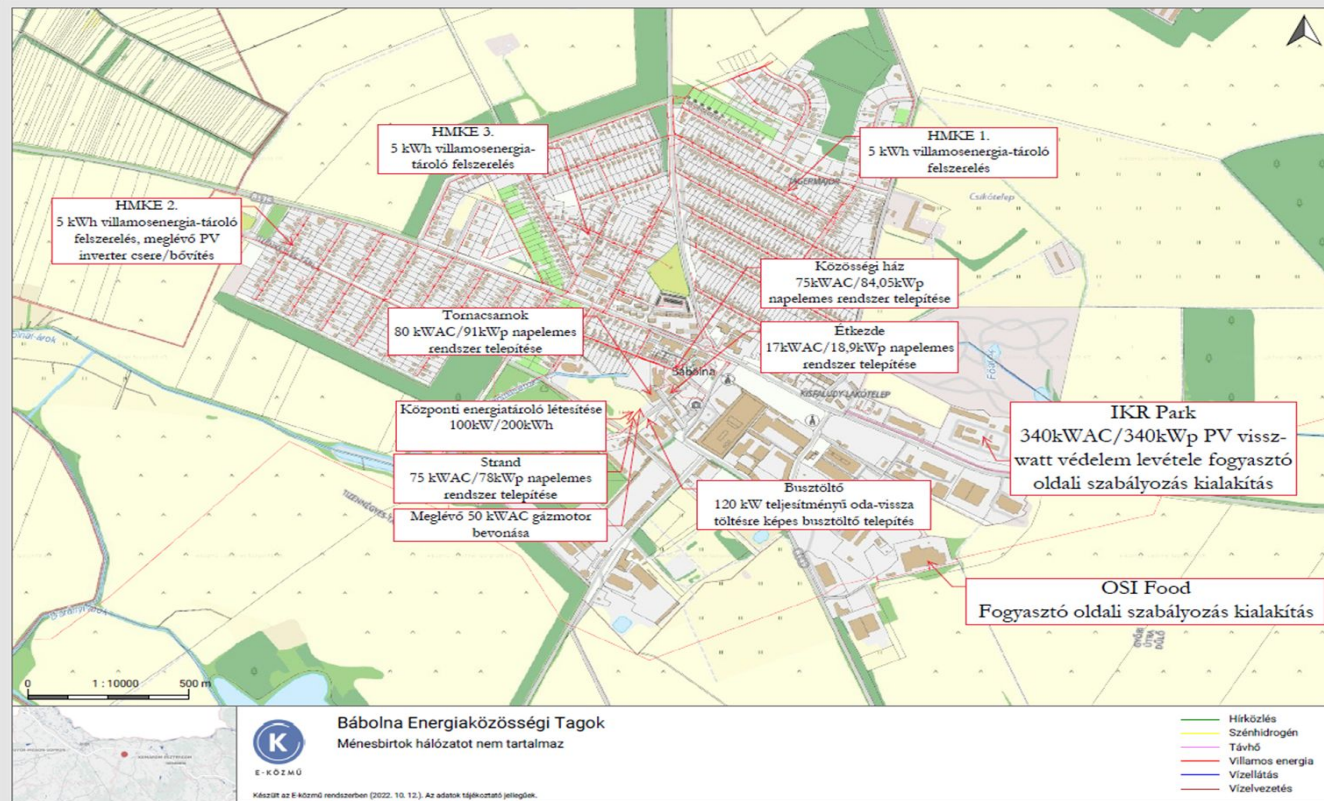 HMKE 3.
5 kWh villamosenergia-
tároló felszerelés
HMKE 1.
5 kWh villamosenergia-tároló
felszerelés
JÁGERMAJOR
Csikótelep
HMKE 2.
5 kWh villamosenergia-tároló
felszerelés, meglévő PV
inverter csere/bővítés
Közösségi ház
75kWAC/84,05kWp
napelemes rendszer telepítése
Tornacsarnok
80 kWAC/91kWp napelemes
rendszer telepítése
Étkezde
17kWAC/18,9kWp napelemes
rendszer telepítése
Bábolna
KISFALUDY-LAKÓTELEP
Központi energiatároló létesítése
100kW/200kWh
IKR Park
340kWAC/340kWp PV vissz-
watt védelem levétele fogyasztó
oldali szabályozás kialakítás
Strand
75 kWAC/78kWp napelemes
rendszer telepítése
Busztöltő
120 kW teljesítményű oda-vissza
töltésre képes busztöltő telepítés
Meglévő 50 kWAC gázmotor
bevonása
OSI Food
Fogyasztó oldali szabályozás kialakítás
0
1 : 10000
500 m
Bábolna Energiaközösségi Tagok
Ménesbirtok hálózatot nem tartalmaz
K
E-KÖZMŰ
Készült az E-közmű rendszerben (2022. 10. 12.). Az adatok tájékoztató jellegűek.
Hírközlés
Szénhidrogén
Távhő
Villamos energia
Vízellátás
Vízelvezetés